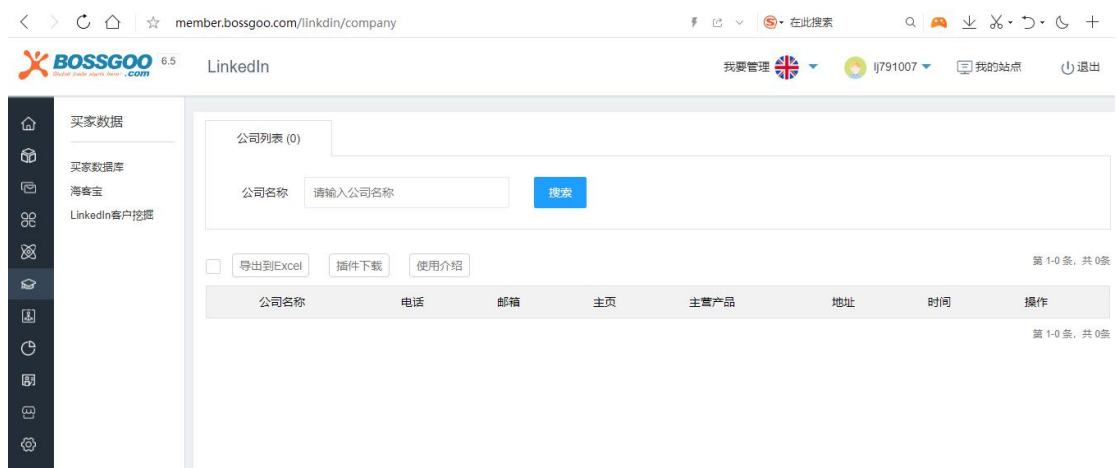 member.bossgoo.com/linkdin/company
在此搜索
BOSSGOO
.com
6.5
LinkedIn
我要管理
lj791007
我的站点
退出
买家数据
买家数据库
海客宝
LinkedIn客户挖掘
公司列表 (0)
公司名称 请输入公司名称 搜索
导出到Excel 插件下载 使用介绍 第 1-0 条，共 0条
公司名称 电话 邮箱 主页 主营产品 地址 时间 操作
第 1-0 条，共 0条